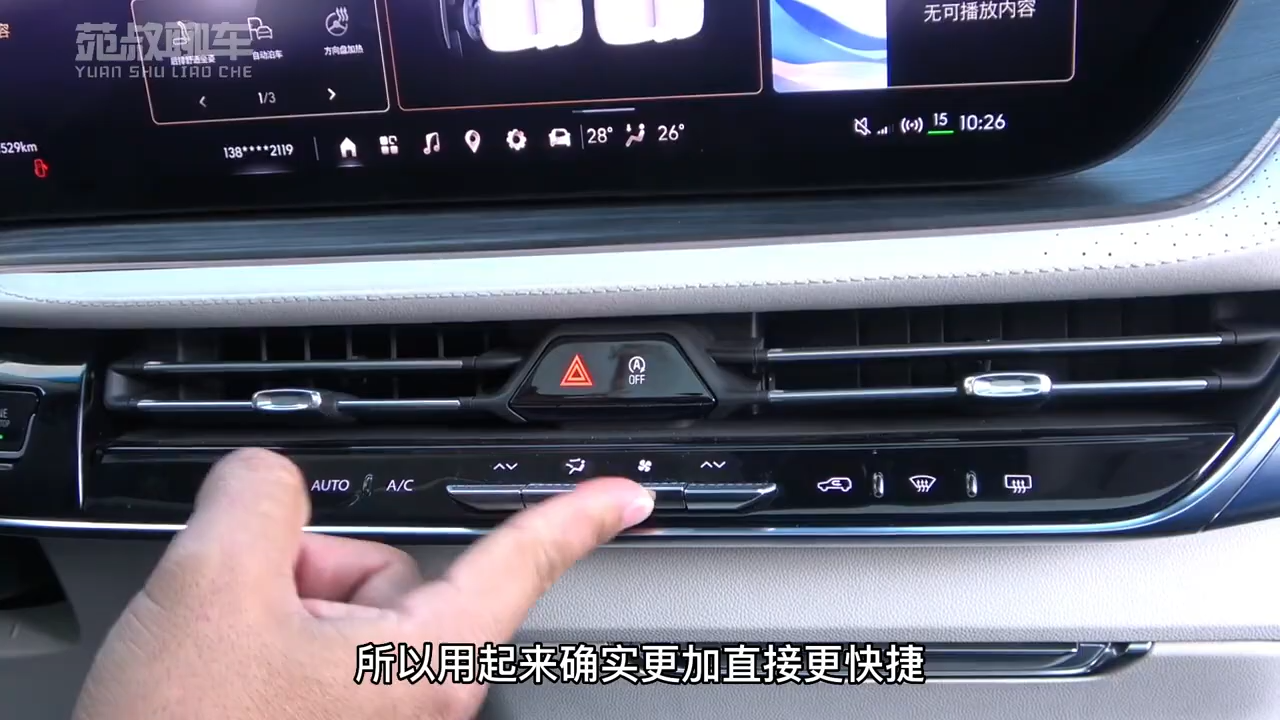 容
苑叔聊车
YUAN SHU LIAO CHE
自动泊车
方向盘加热
无可播放内容
1/3
529km
138****2119
28° 26°
15 10:26
OFF
AUTO A/C
所以用起来确实更加直接更快捷